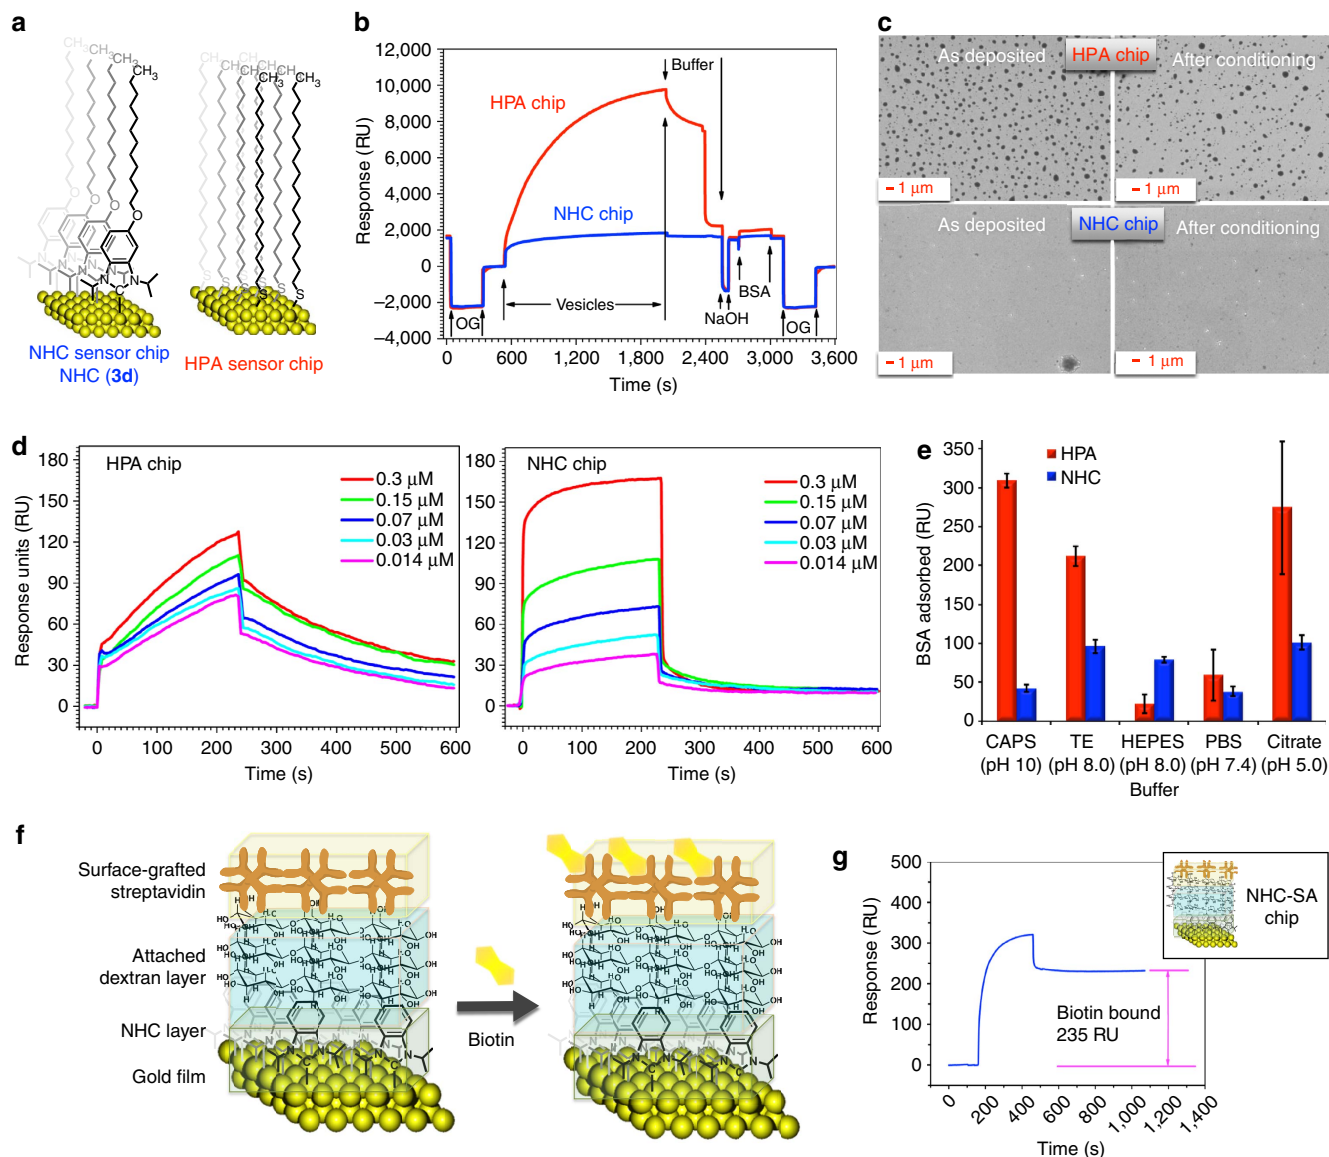 a
CH3
CH3
CH3
CH3
O
O
O
O
N
N
N
C
NHC sensor chip
NHC (3d)
CH3
CH3
CH3
S
S
S
S
S
S
HPA sensor chip
b
12,000
10,000
8,000
6,000
4,000
2,000
0
−2,000
−4,000
Response (RU)
Buffer
HPA chip
NHC chip
Vesicles
OG
NaOH
BSA
OG
0
600
1,200
1,800
2,400
3,000
3,600
Time (s)
c
As deposited
HPA chip
After conditioning
1 µm
1 µm
As deposited
NHC chip
After conditioning
1 µm
1 µm
d
180
150
120
90
60
30
0
Response units (RU)
HPA chip
0.3 µM
0.15 µM
0.07 µM
0.03 µM
0.014 µM
0 100 200 300 400 500 600
Time (s)
180
150
120
90
60
30
0
NHC chip
0.3 µM
0.15 µM
0.07 µM
0.03 µM
0.014 µM
0 100 200 300 400 500 600
Time (s)
e
350
300
250
200
150
100
50
0
BSA adsorbed (RU)
HPA
NHC
CAPS TE HEPES PBS Citrate
(pH 10) (pH 8.0) (pH 8.0) (pH 7.4) (pH 5.0)
Buffer
f
Surface-grafted
streptavidin
Attached
dextran layer
NHC layer
Gold film
Biotin
g
500
400
300
200
100
0
Response (RU)
NHC-SA
chip
Biotin bound
235 RU
0
200
400
600
800
1,000
1,200
1,400
Time (s)